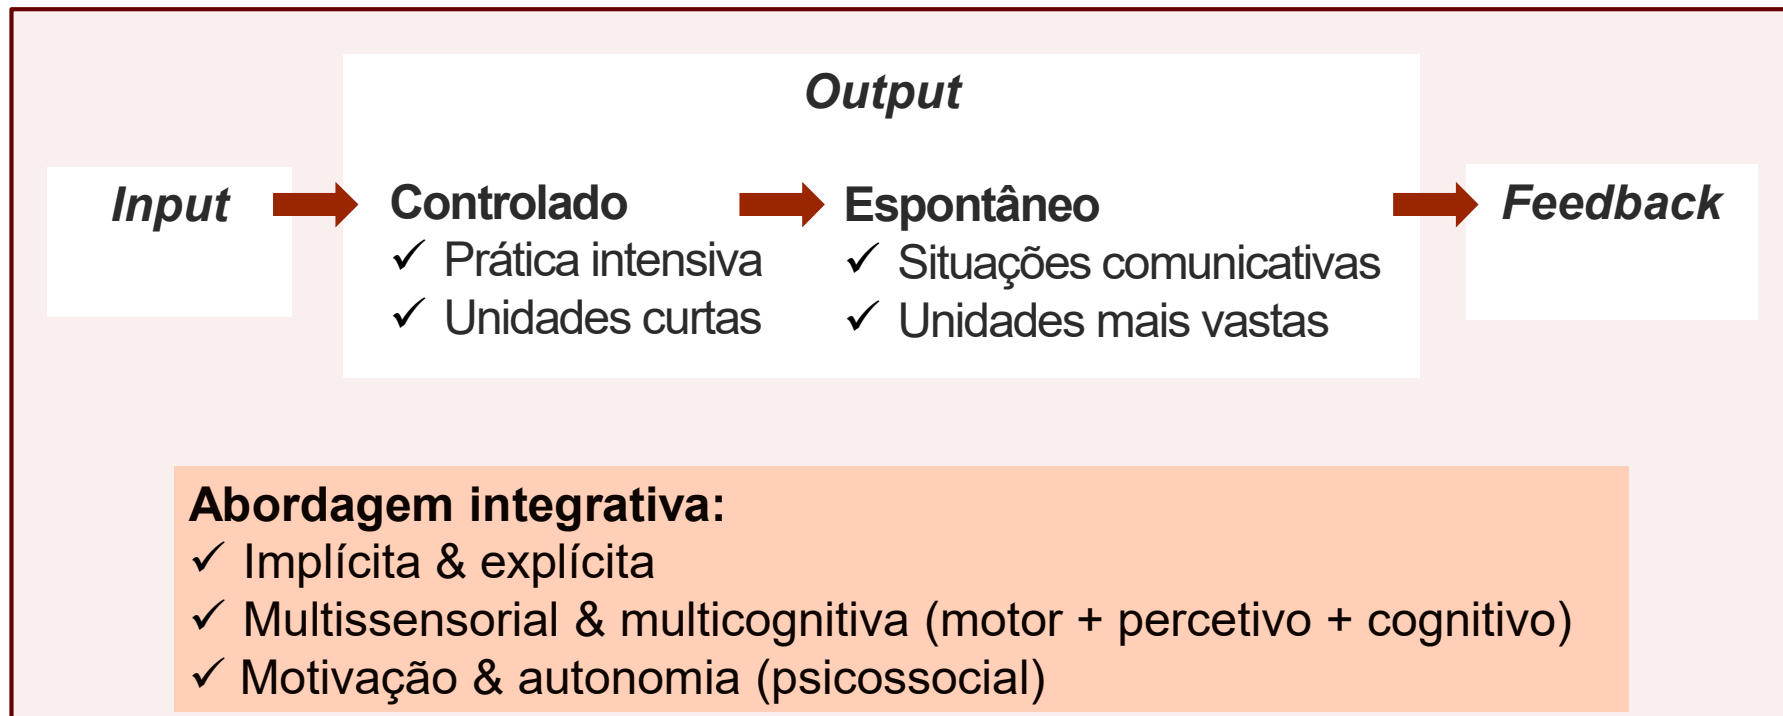 Output
Input
Controlado
✓ Prática intensiva
✓ Unidades curtas
Espontâneo
✓ Situações comunicativas
✓ Unidades mais vastas
Feedback
Abordagem integrativa:
✓ Implícita & explícita
✓ Multissensorial & multicognitiva (motor + percetivo + cognitivo)
✓ Motivação & autonomia (psicossocial)